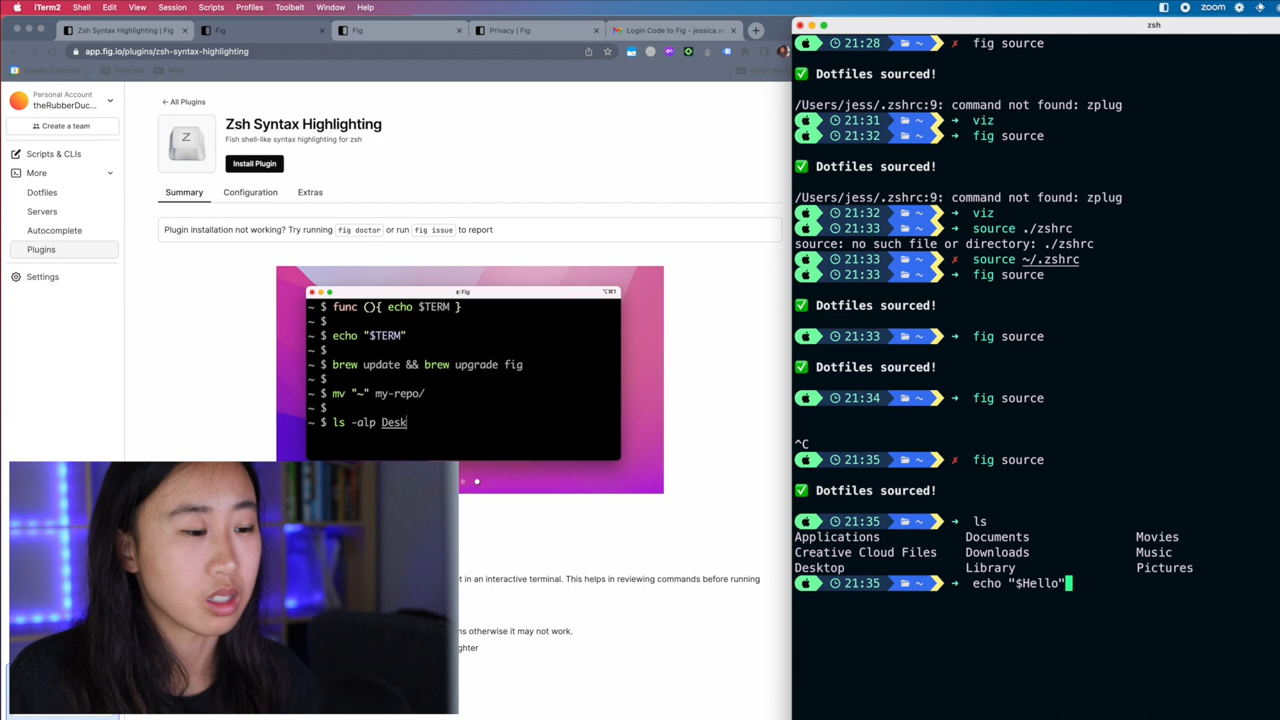 iTerm2 Shell Edit View Session Scripts Profiles Toolbelt Window Help zoom
Zsh Syntax Highlighting | Fig
Fig
Fig
Privacy | Fig
Login Code to Fig - jessica.w
app.fig.io/plugins/zsh-syntax-highlighting
Google Calendar Personal Work
Personal Account
theRubberDuc...
Create a team
Scripts & CLIs
More
Dotfiles
Servers
Autocomplete
Plugins
Settings
← All Plugins
Z
Zsh Syntax Highlighting
Fish shell-like syntax highlighting for zsh
Install Plugin
Summary Configuration Extras
Plugin installation not working? Try running fig doctor or run fig issue to report
Fig ⌥⌘1
~ $ func (){ echo $TERM }
~ $
~ $ echo "$TERM"
~ $
~ $ brew update && brew upgrade fig
~ $
~ $ mv "~" my-repo/
~ $
~ $ ls -alp Desk
in an interactive terminal. This helps in reviewing commands before running
otherwise it may not work.
zsh
21:28 ~ ✗ fig source
✅ Dotfiles sourced!
/Users/jess/.zshrc:9: command not found: zplug
21:31 ~ → viz
21:32 ~ → fig source
✅ Dotfiles sourced!
/Users/jess/.zshrc:9: command not found: zplug
21:32 ~ → viz
21:33 ~ → source ./zshrc
source: no such file or directory: ./zshrc
21:33 ~ ✗ source ~/.zshrc
21:33 ~ → fig source
✅ Dotfiles sourced!
21:33 ~ → fig source
✅ Dotfiles sourced!
21:34 ~ → fig source
^C
21:35 ~ ✗ fig source
✅ Dotfiles sourced!
21:35 ~ → ls
Applications Documents Movies
Creative Cloud Files Downloads Music
Desktop Library Pictures
21:35 ~ → echo "$Hello"